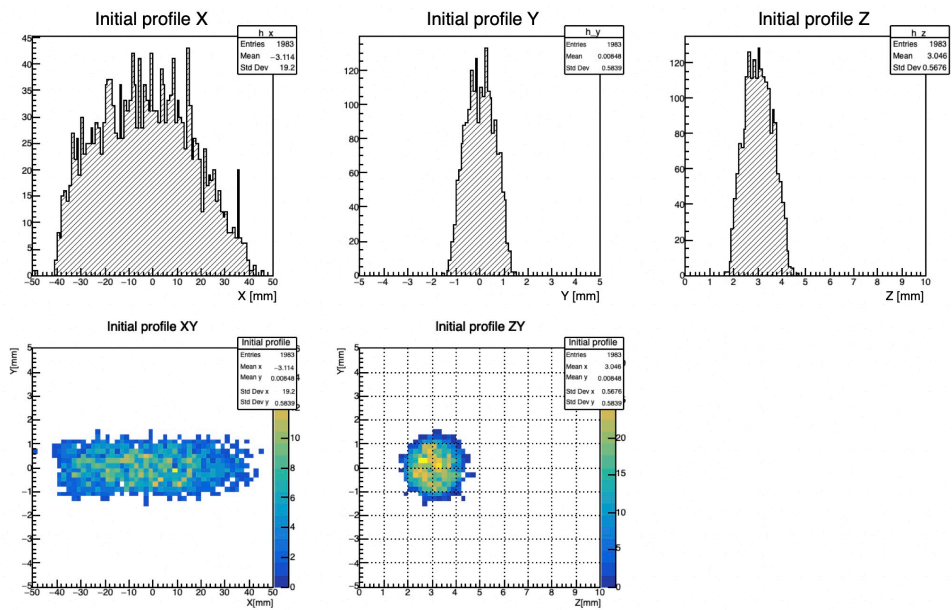 Initial profile X
h_x
Entries 1983
Mean −3.114
Std Dev 19.2
45
40
35
30
25
20
15
10
5
0
−50 −40 −30 −20 −10 0 10 20 30 40 50
X [mm]
Initial profile Y
h_y
Entries 1983
Mean 0.00848
Std Dev 0.5839
120
100
80
60
40
20
0
−5 −4 −3 −2 −1 0 1 2 3 4 5
Y [mm]
Initial profile Z
h_z
Entries 1983
Mean 3.046
Std Dev 0.5676
120
100
80
60
40
20
0
0 1 2 3 4 5 6 7 8 9 10
Z [mm]
Initial profile XY
Initial profile
Entries 1983
Mean x −3.114
Mean y 0.00848
Std Dev x 19.2
Std Dev y 0.5839
Y[mm]
5
4
3
2
1
0
−1
−2
−3
−4
−5
−50 −40 −30 −20 −10 0 10 20 30 40 50
X[mm]
10
8
6
4
2
0
Initial profile ZY
Initial profile
Entries 1983
Mean x 3.046
Mean y 0.00848
Std Dev x 0.5676
Std Dev y 0.5839
Y[mm]
5
4
3
2
1
0
−1
−2
−3
−4
−5
0 1 2 3 4 5 6 7 8 9 10
Z[mm]
20
15
10
5
0